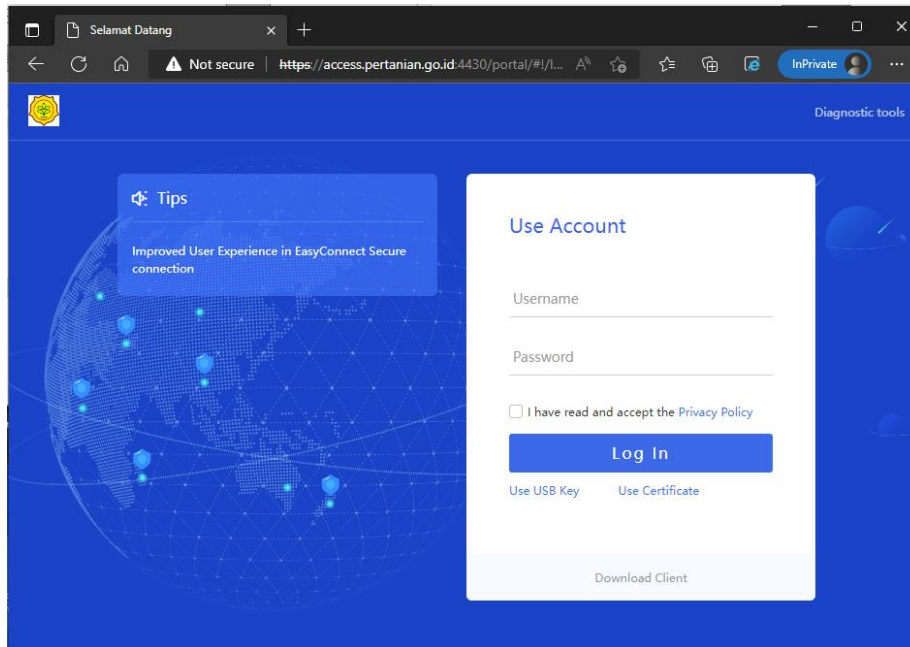 Selamat Datang
Not secure https://access.pertanian.go.id:4430/portal/#!/l... InPrivate
Diagnostic tools
Tips
Improved User Experience in EasyConnect Secure
connection
Use Account
Username
Password
I have read and accept the Privacy Policy
Log In
Use USB Key Use Certificate
Download Client